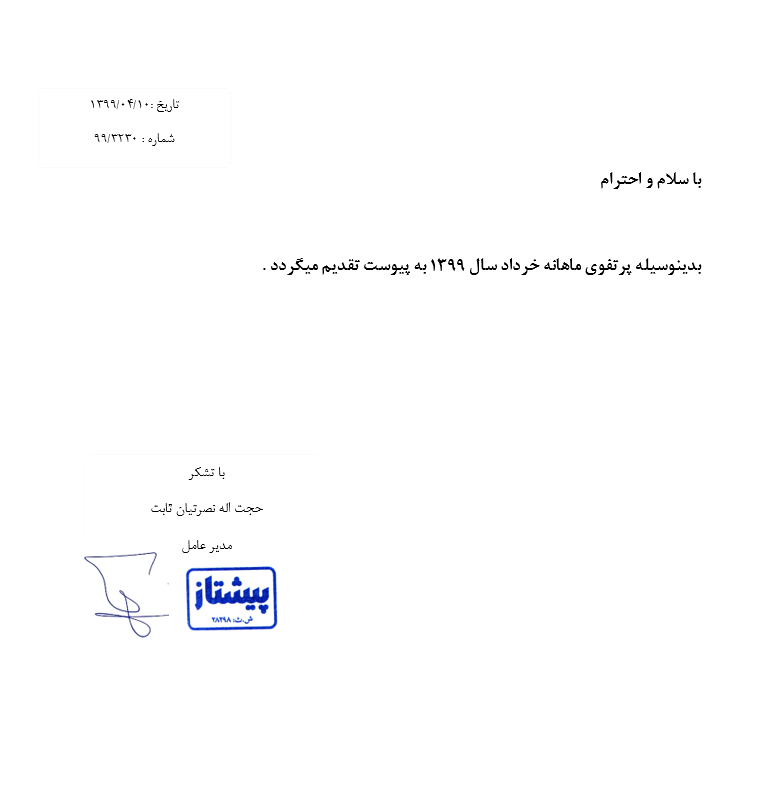 تاریخ :۱۳۹۹/۰۴/۱۰
شماره : ۹۹/۳۲۳۰
با سلام و احترام
بدینوسیله پرتفوی ماهانه خرداد سال ۱۳۹۹ به پیوست تقدیم میگردد .
با تشکر
حجت اله نصرتیان ثابت
مدیر عامل
پیشتاز
ش.ث: ۲۸۲۹۸